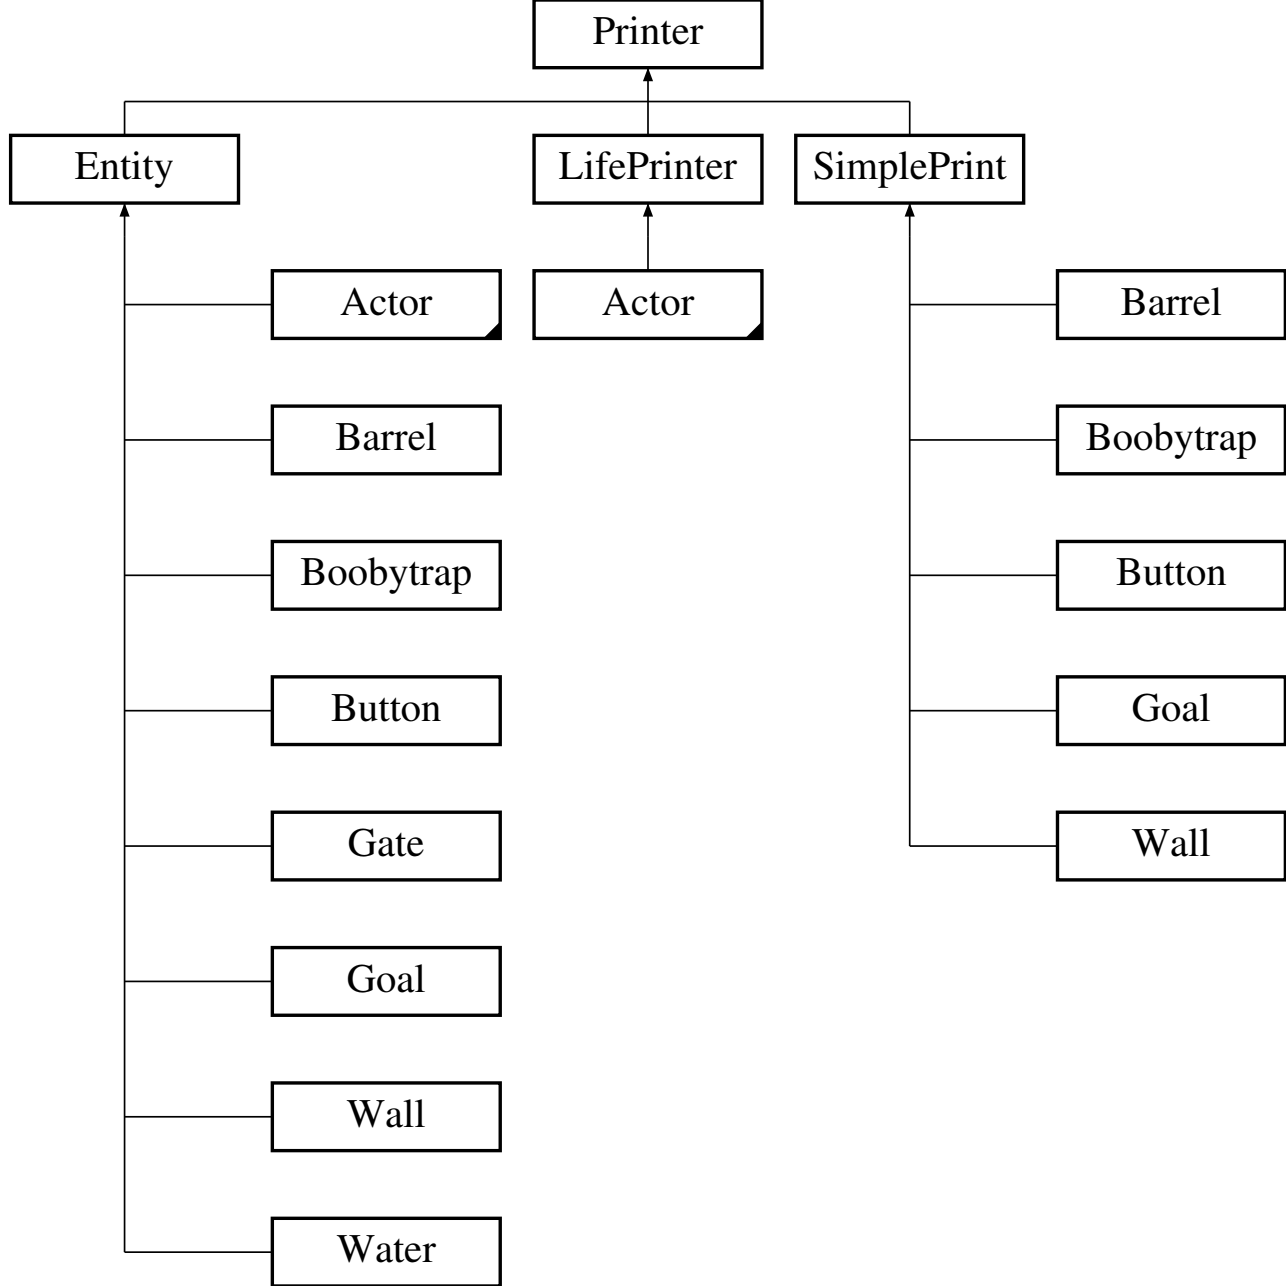 Printer
Entity
LifePrinter
SimplePrint
Actor
Actor
Barrel
Barrel
Boobytrap
Boobytrap
Button
Button
Goal
Gate
Wall
Goal
Wall
Water